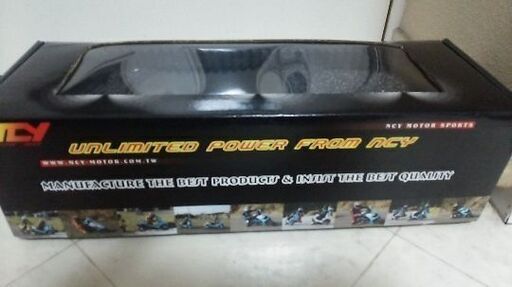 NCY
NCY MOTOR SPORTS
UNLIMITED POWER FROM NCY
WWW.NCY-MOTOR.COM.TW
MANUFACTURE THE BEST PRODUCTS & INSIST THE BEST QUALITY